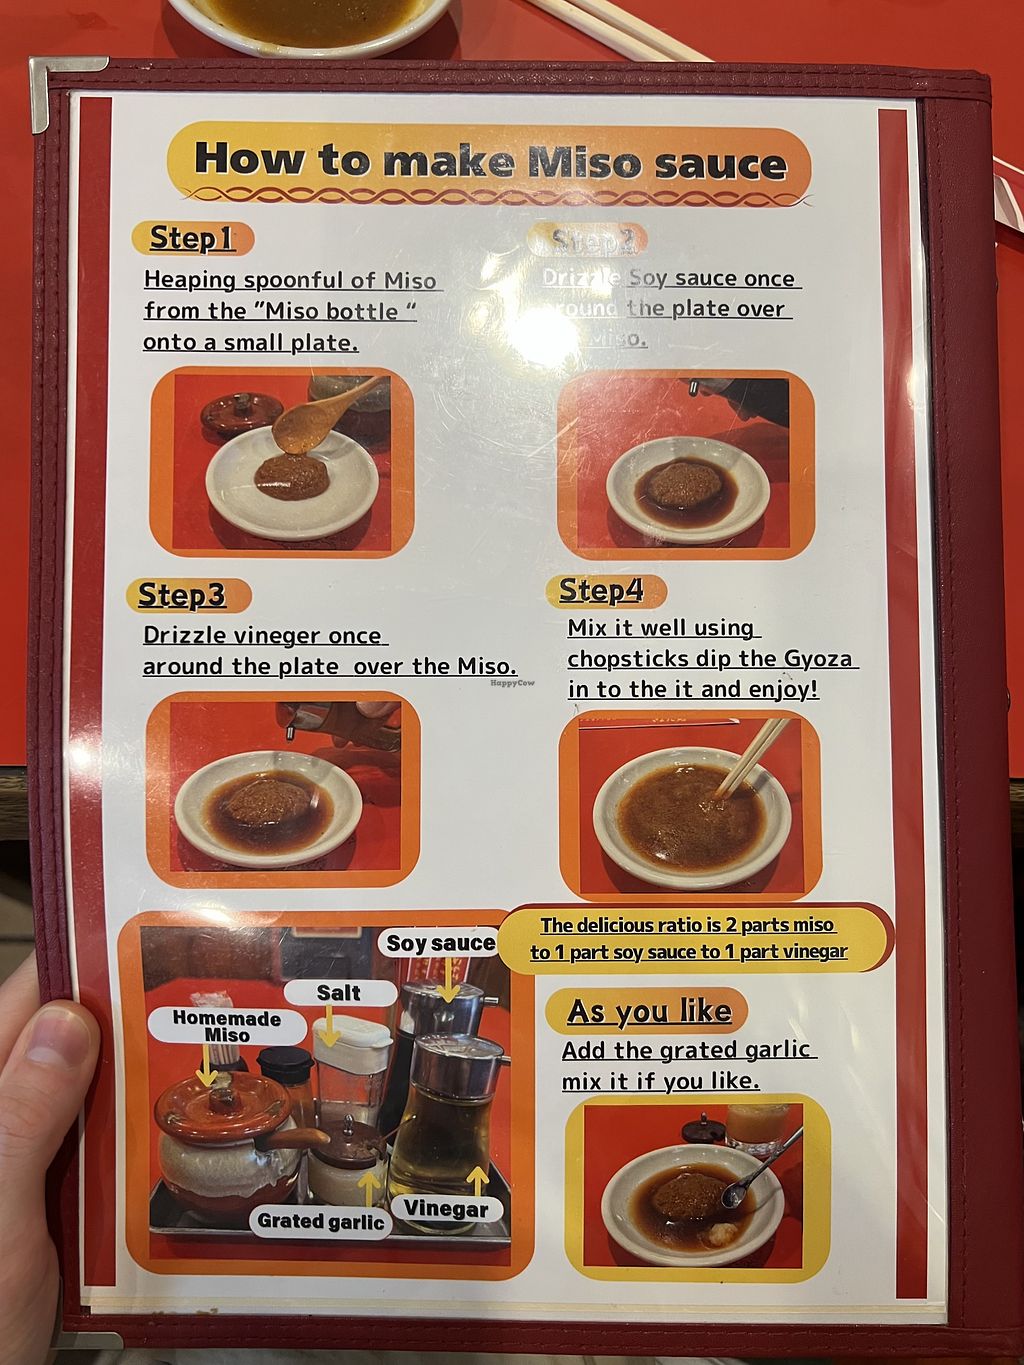 How to make Miso sauce
Step1
Heaping spoonful of Miso
from the ”Miso bottle “
onto a small plate.
Step2
Drizzle Soy sauce once
around the plate over
Miso.
Step3
Drizzle vineger once
around the plate over the Miso.
Step4
Mix it well using
chopsticks dip the Gyoza
in to the it and enjoy!
HappyCow
The delicious ratio is 2 parts miso
to 1 part soy sauce to 1 part vinegar
Soy sauce
Salt
Homemade
Miso
Grated garlic
Vinegar
As you like
Add the grated garlic
mix it if you like.